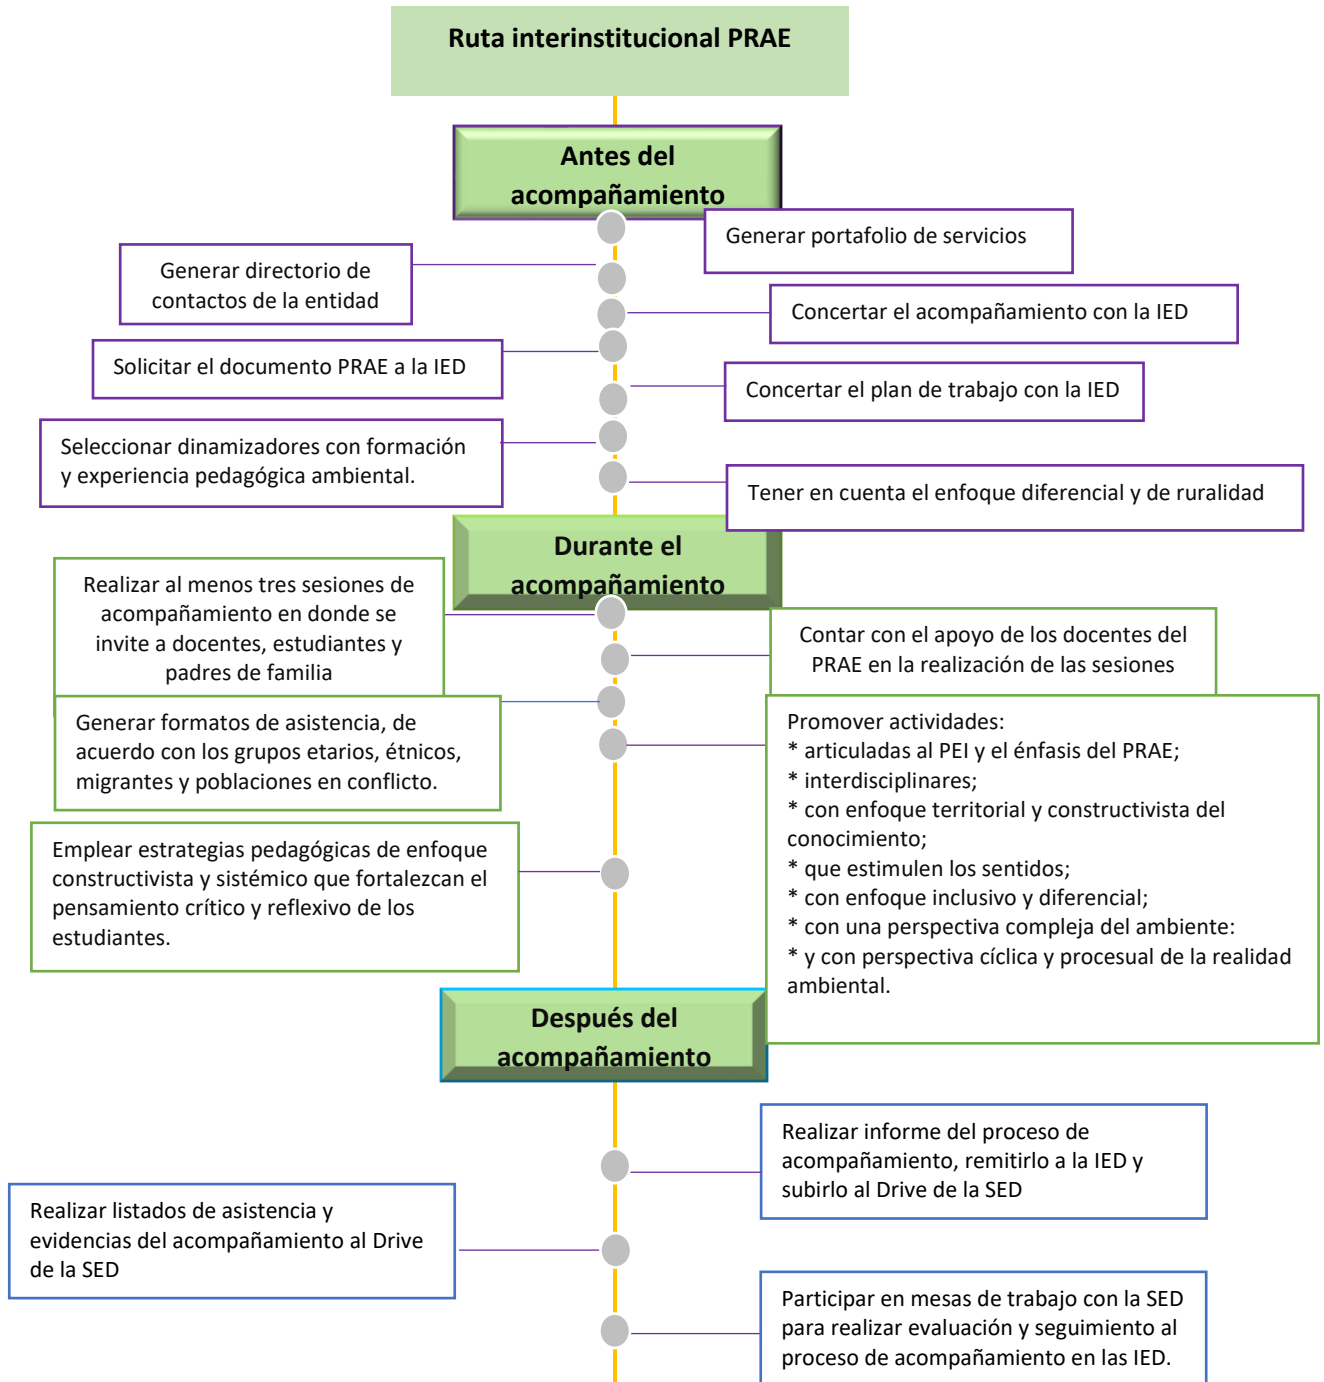 Ruta interinstitucional PRAE
Antes del
acompañamiento
Generar portafolio de servicios
Generar directorio de
contactos de la entidad
Concertar el acompañamiento con la IED
Solicitar el documento PRAE a la IED
Concertar el plan de trabajo con la IED
Seleccionar dinamizadores con formación
y experiencia pedagógica ambiental.
Tener en cuenta el enfoque diferencial y de ruralidad
Durante el
acompañamiento
Realizar al menos tres sesiones de
acompañamiento en donde se
invite a docentes, estudiantes y
padres de familia
Contar con el apoyo de los docentes del
PRAE en la realización de las sesiones
Generar formatos de asistencia, de
acuerdo con los grupos etarios, étnicos,
migrantes y poblaciones en conflicto.
Promover actividades:
* articuladas al PEI y el énfasis del PRAE;
* interdisciplinares;
* con enfoque territorial y constructivista del
conocimiento;
* que estimulen los sentidos;
* con enfoque inclusivo y diferencial;
* con una perspectiva compleja del ambiente:
* y con perspectiva cíclica y procesual de la realidad
ambiental.
Emplear estrategias pedagógicas de enfoque
constructivista y sistémico que fortalezcan el
pensamiento crítico y reflexivo de los
estudiantes.
Después del
acompañamiento
Realizar informe del proceso de
acompañamiento, remitirlo a la IED y
subirlo al Drive de la SED
Realizar listados de asistencia y
evidencias del acompañamiento al Drive
de la SED
Participar en mesas de trabajo con la SED
para realizar evaluación y seguimiento al
proceso de acompañamiento en las IED.